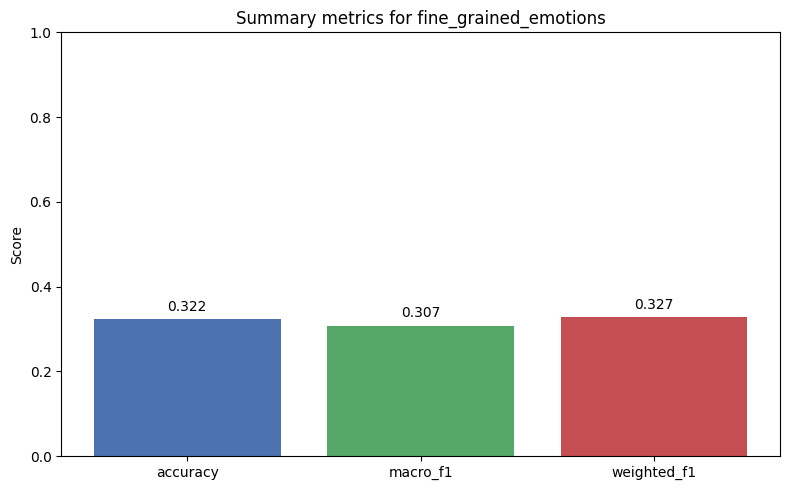 Summary metrics for fine_grained_emotions
1.0
0.8
0.6
0.4
0.2
0.0
Score
0.322
0.307
0.327
accuracy
macro_f1
weighted_f1